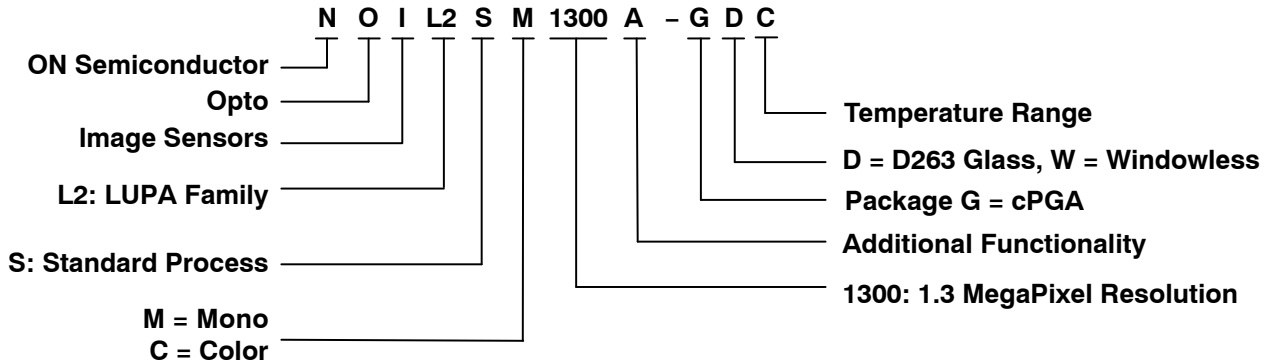 N O I L2 S M 1300 A – G D C
ON Semiconductor
Opto
Image Sensors
L2: LUPA Family
S: Standard Process
M = Mono
C = Color
Temperature Range
D = D263 Glass, W = Windowless
Package G = cPGA
Additional Functionality
1300: 1.3 MegaPixel Resolution